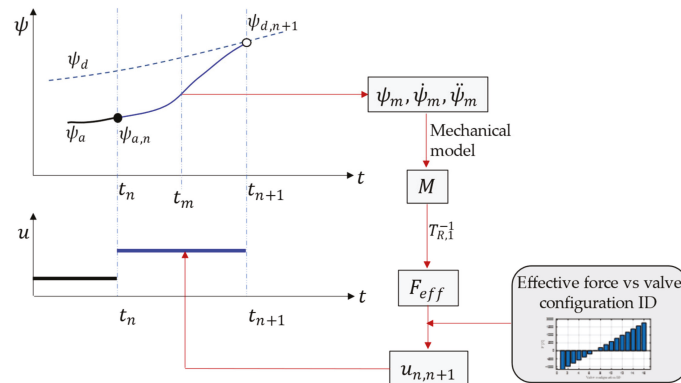 ψ
ψ_{d,n+1}
ψ_d
ψ_a
ψ_{a,n}
t_n
t_m
t_{n+1}
t
u
t_n
t_{n+1}
t
ψ_m, ψ̇_m, ψ̈_m
Mechanical
model
M
T_{R,1}^{-1}
F_{eff}
Effective force vs valve
configuration ID
u_{n,n+1}